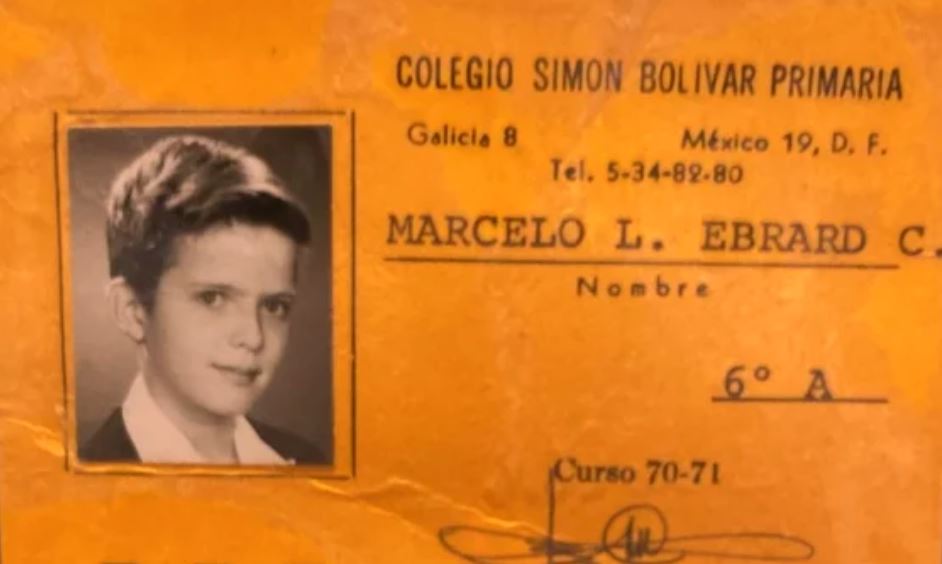 COLEGIO SIMON BOLIVAR PRIMARIA
Galicia 8 México 19, D. F.
Tel. 5-34-82-80
MARCELO L. EBRARD C.
Nombre
6° A
Curso 70-71